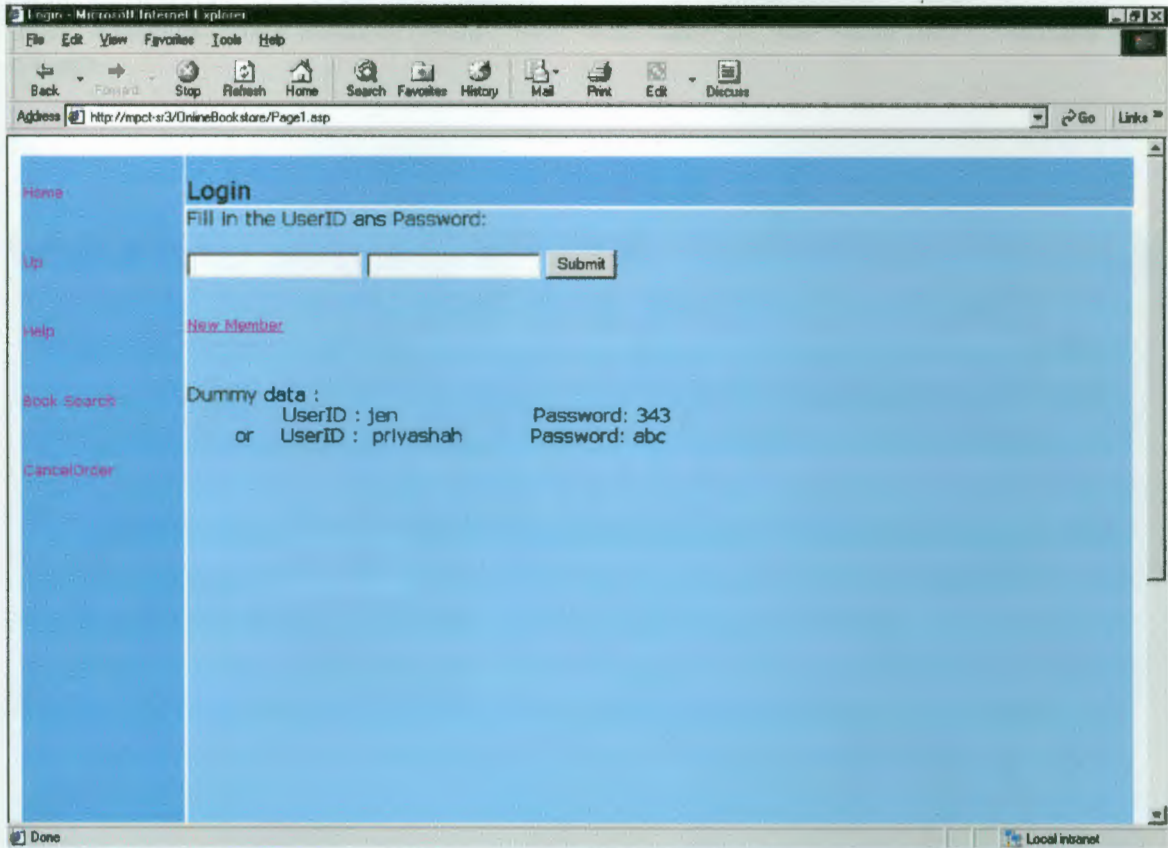 Login - Microsoft Internet Explorer
File Edit View Favorites Tools Help
Back Forward Stop Refresh Home Search Favorites History Mail Print Edit Discuss
Address http://mpct-sr3/OnlineBookstore/Page1.asp Go Links »
Home
Up
Help
Book Search
CancelOrder
Login
Fill in the UserID ans Password:
Submit
New Member
Dummy data :
UserID : jen Password: 343
or UserID : priyashah Password: abc
Done Local intranet